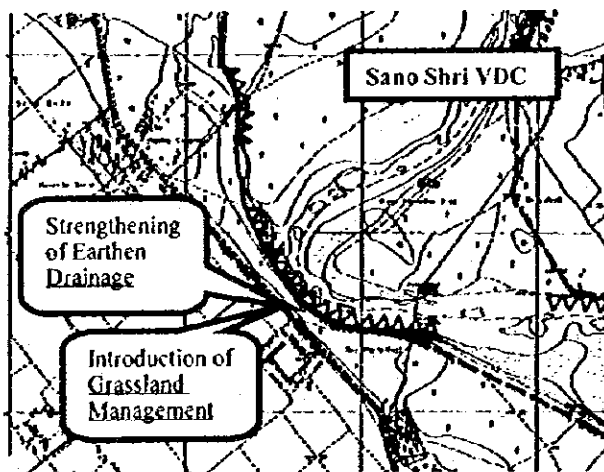 Sano Shri VDC
Strengthening
of Earthen
Drainage
Introduction of
Grassland
Management